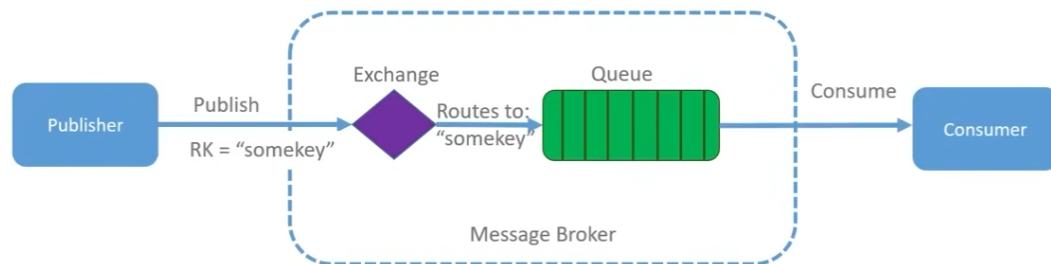 Exchange
Queue
Publish
Routes to:
Consume
Publisher
"somekey"
Consumer
RK = "somekey"
Message Broker